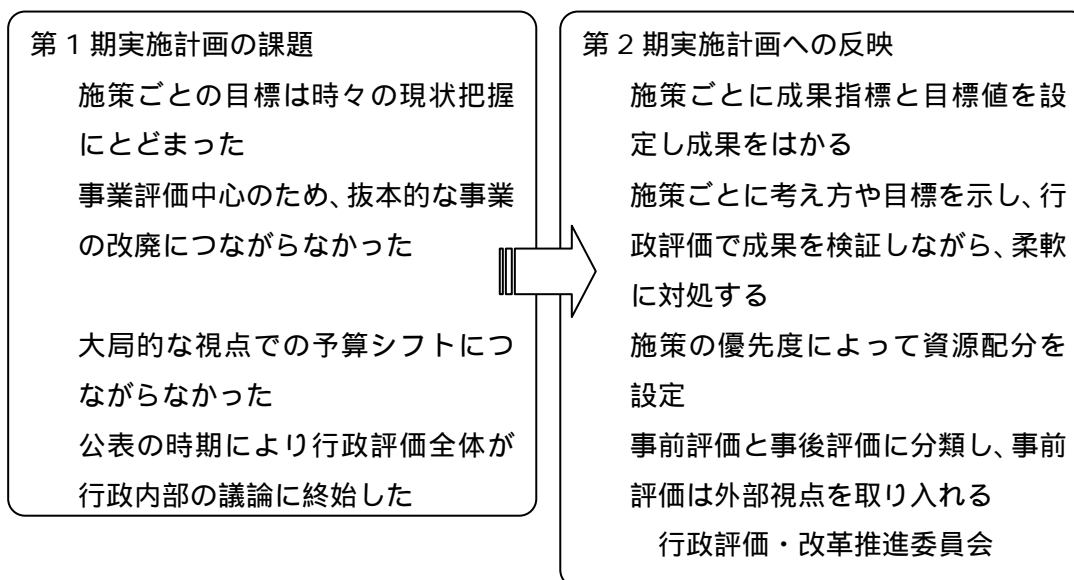 第1期実施計画の課題
施策ごとの目標は時々の現状把握
にとどまった
事業評価中心のため、抜本的な事業
の改廃につながらなかった
大局的な視点での予算シフトにつ
ながらなかった
公表の時期により行政評価全体が
行政内部の議論に終始した
第2期実施計画への反映
施策ごとに成果指標と目標値を設
定し成果をはかる
施策ごとに考え方や目標を示し、行
政評価で成果を検証しながら、柔軟
に対処する
施策の優先度によって資源配分を
設定
事前評価と事後評価に分類し、事前
評価は外部視点を取り入れる
行政評価・改革推進委員会